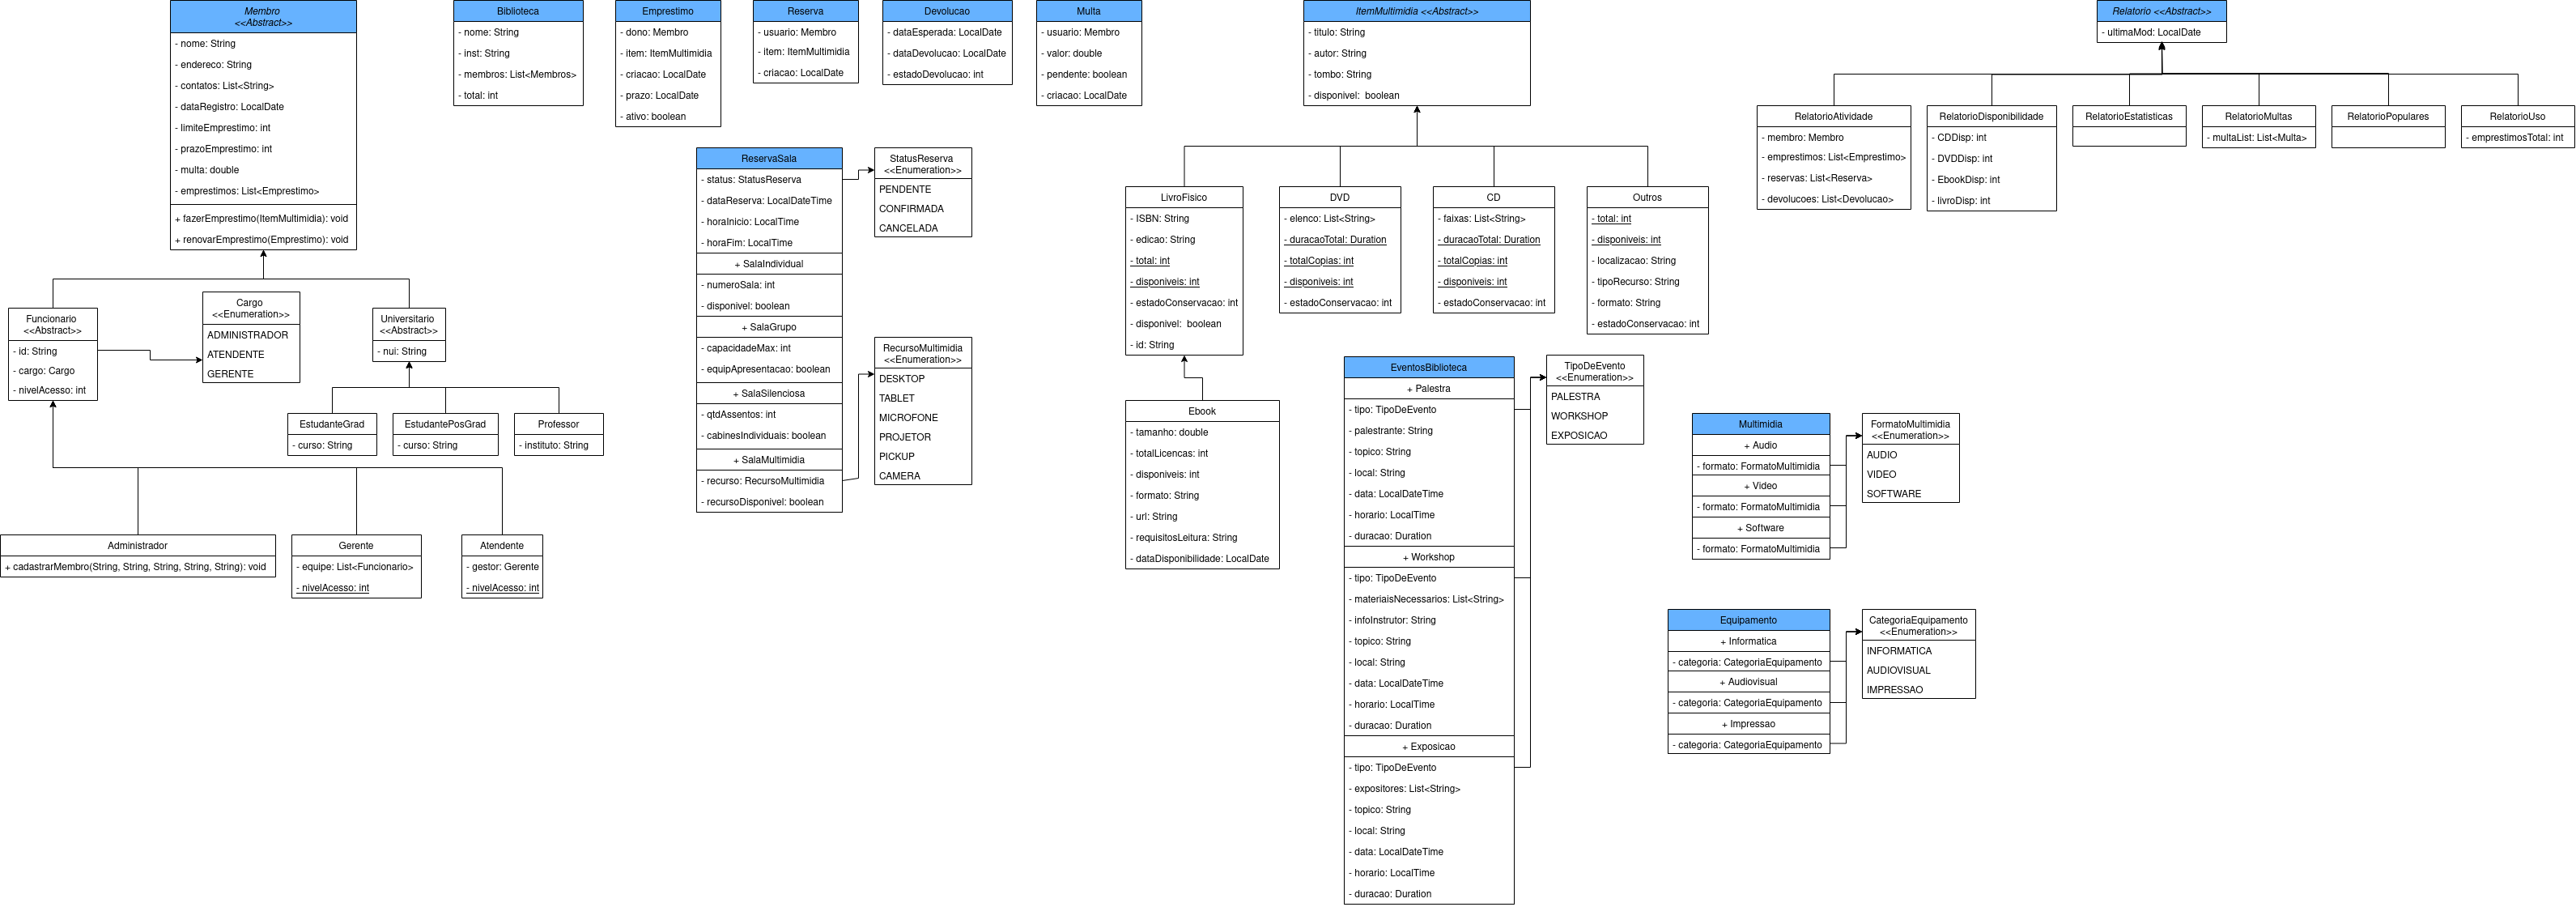 Membro
<<Abstract>>
- nome: String
- endereco: String
- contatos: List<String>
- dataRegistro: LocalDate
- limiteEmprestimo: int
- prazoEmprestimo: int
- multa: double
- emprestimos: List<Emprestimo>
+ fazerEmprestimo(ItemMultimidia): void
+ renovarEmprestimo(Emprestimo): void
Funcionario
<<Abstract>>
- id: String
- cargo: Cargo
- nivelAcesso: int
Cargo
<<Enumeration>>
ADMINISTRADOR
ATENDENTE
GERENTE
Universitario
<<Abstract>>
- nui: String
EstudanteGrad
- curso: String
EstudantePosGrad
- curso: String
Professor
- instituto: String
Administrador
+ cadastrarMembro(String, String, String, String, String): void
Gerente
- equipe: List<Funcionario>
- nivelAcesso: int
Atendente
- gestor: Gerente
- nivelAcesso: int
Biblioteca
- nome: String
- inst: String
- membros: List<Membros>
- total: int
Emprestimo
- dono: Membro
- item: ItemMultimidia
- criacao: LocalDate
- prazo: LocalDate
- ativo: boolean
Reserva
- usuario: Membro
- item: ItemMultimidia
- criacao: LocalDate
Devolucao
- dataEsperada: LocalDate
- dataDevolucao: LocalDate
- estadoDevolucao: int
Multa
- usuario: Membro
- valor: double
- pendente: boolean
- criacao: LocalDate
ReservaSala
- status: StatusReserva
- dataReserva: LocalDateTime
- horaInicio: LocalTime
- horaFim: LocalTime
+ SalaIndividual
- numeroSala: int
- disponivel: boolean
+ SalaGrupo
- capacidadeMax: int
- equipApresentacao: boolean
+ SalaSilenciosa
- qtdAssentos: int
- cabinesIndividuais: boolean
+ SalaMultimidia
- recurso: RecursoMultimidia
- recursoDisponivel: boolean
StatusReserva
<<Enumeration>>
PENDENTE
CONFIRMADA
CANCELADA
RecursoMultimidia
<<Enumeration>>
DESKTOP
TABLET
MICROFONE
PROJETOR
PICKUP
CAMERA
ItemMultimidia <<Abstract>>
- titulo: String
- autor: String
- tombo: String
- disponivel:  boolean
LivroFisico
- ISBN: String
- edicao: String
- total: int
- disponiveis: int
- estadoConservacao: int
- disponivel:  boolean
- id: String
DVD
- elenco: List<String>
- duracaoTotal: Duration
- totalCopias: int
- disponiveis: int
- estadoConservacao: int
CD
- faixas: List<String>
- duracaoTotal: Duration
- totalCopias: int
- disponiveis: int
- estadoConservacao: int
Outros
- total: int
- disponiveis: int
- localizacao: String
- tipoRecurso: String
- formato: String
- estadoConservacao: int
Ebook
- tamanho: double
- totalLicencas: int
- disponiveis: int
- formato: String
- url: String
- requisitosLeitura: String
- dataDisponibilidade: LocalDate
EventosBiblioteca
+ Palestra
- tipo: TipoDeEvento
- palestrante: String
- topico: String
- local: String
- data: LocalDateTime
- horario: LocalTime
- duracao: Duration
+ Workshop
- tipo: TipoDeEvento
- materiaisNecessarios: List<String>
- infoInstrutor: String
- topico: String
- local: String
- data: LocalDateTime
- horario: LocalTime
- duracao: Duration
+ Exposicao
- tipo: TipoDeEvento
- expositores: List<String>
- topico: String
- local: String
- data: LocalDateTime
- horario: LocalTime
- duracao: Duration
TipoDeEvento
<<Enumeration>>
PALESTRA
WORKSHOP
EXPOSICAO
Multimidia
+ Audio
- formato: FormatoMultimidia
+ Video
- formato: FormatoMultimidia
+ Software
- formato: FormatoMultimidia
FormatoMultimidia
<<Enumeration>>
AUDIO
VIDEO
SOFTWARE
Equipamento
+ Informatica
- categoria: CategoriaEquipamento
+ Audiovisual
- categoria: CategoriaEquipamento
+ Impressao
- categoria: CategoriaEquipamento
CategoriaEquipamento
<<Enumeration>>
INFORMATICA
AUDIOVISUAL
IMPRESSAO
Relatorio <<Abstract>>
- ultimaMod: LocalDate
RelatorioAtividade
- membro: Membro
- emprestimos: List<Emprestimo>
- reservas: List<Reserva>
- devolucoes: List<Devolucao>
RelatorioDisponibilidade
- CDDisp: int
- DVDDisp: int
- EbookDisp: int
- livroDisp: int
RelatorioEstatisticas
RelatorioMultas
- multaList: List<Multa>
RelatorioPopulares
RelatorioUso
- emprestimosTotal: int